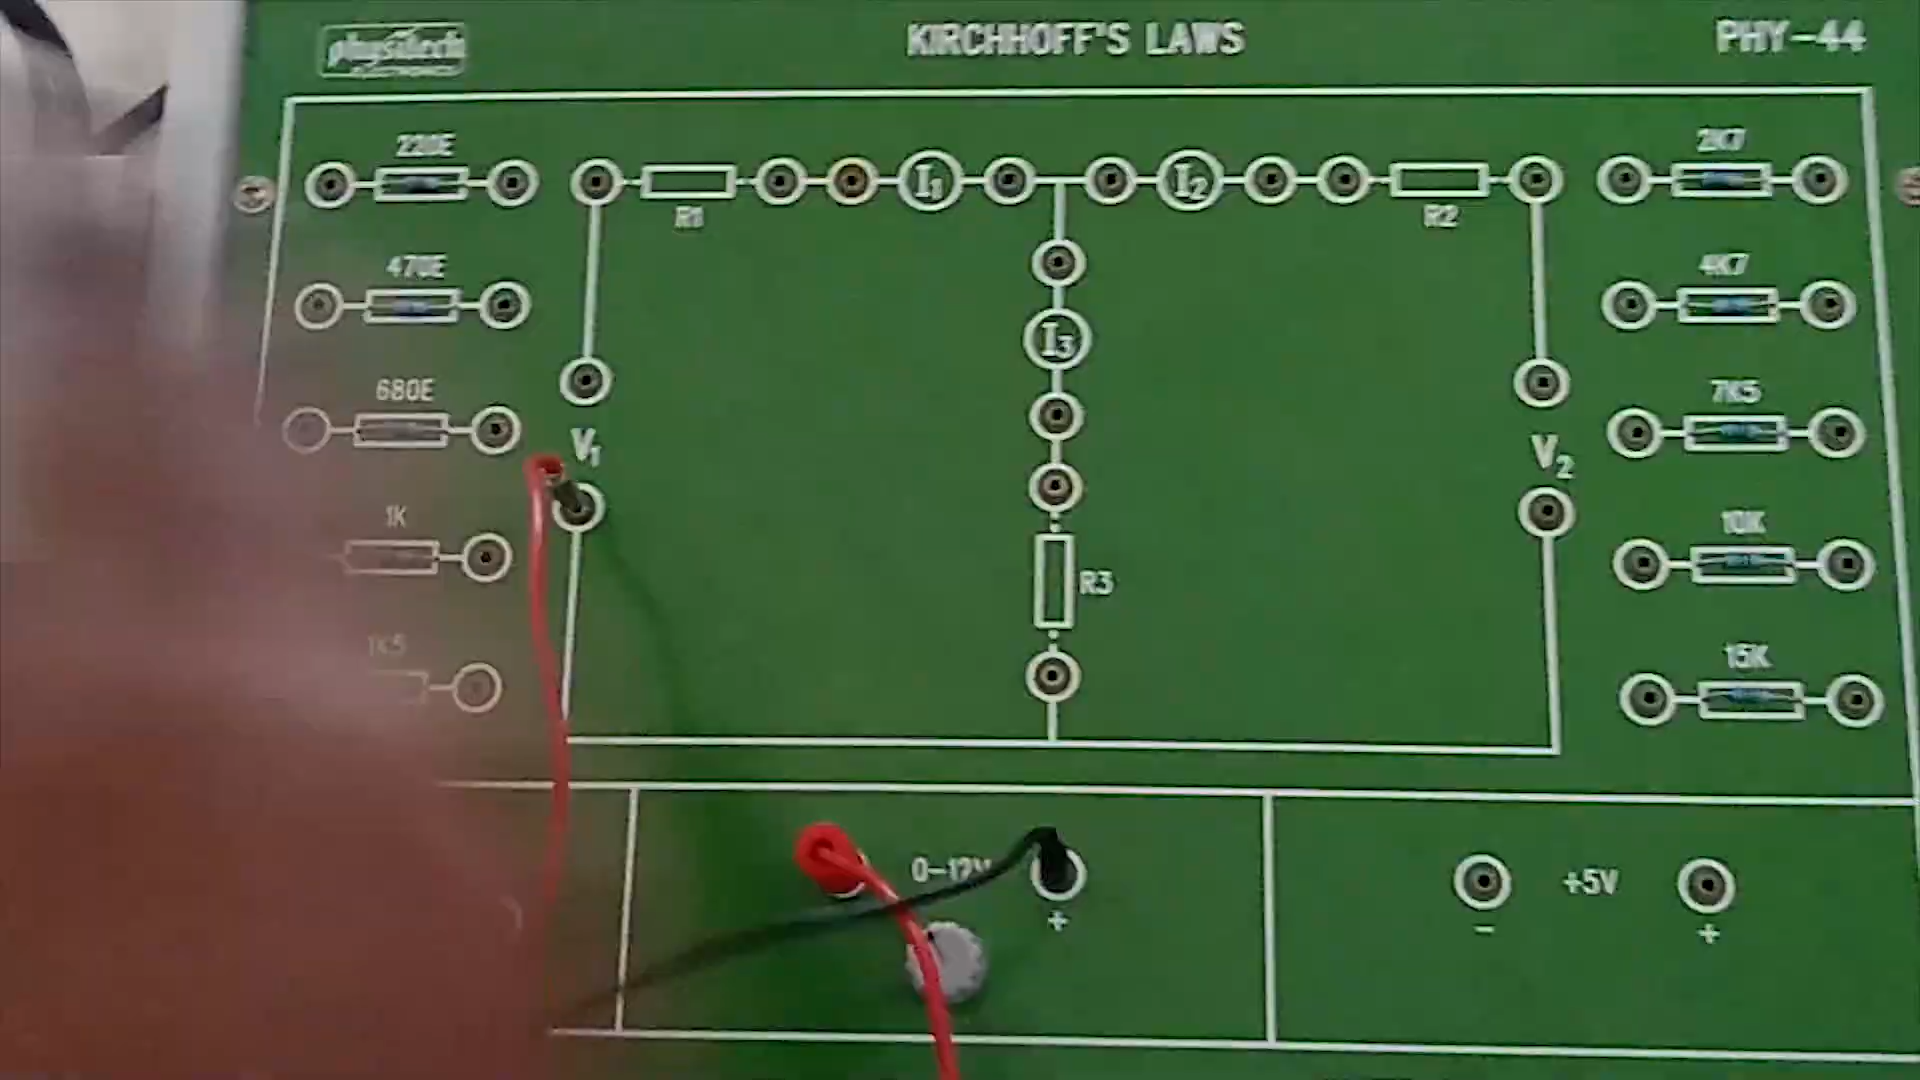 physitech
ELECTRONICS
KIRCHHOFF'S LAWS
PHY-44
220E
470E
680E
1K
1K5
R1
I1
I2
R2
I3
V1
V2
R3
2K7
4K7
7K5
10K
15K
0-12V
+
+5V
-
+